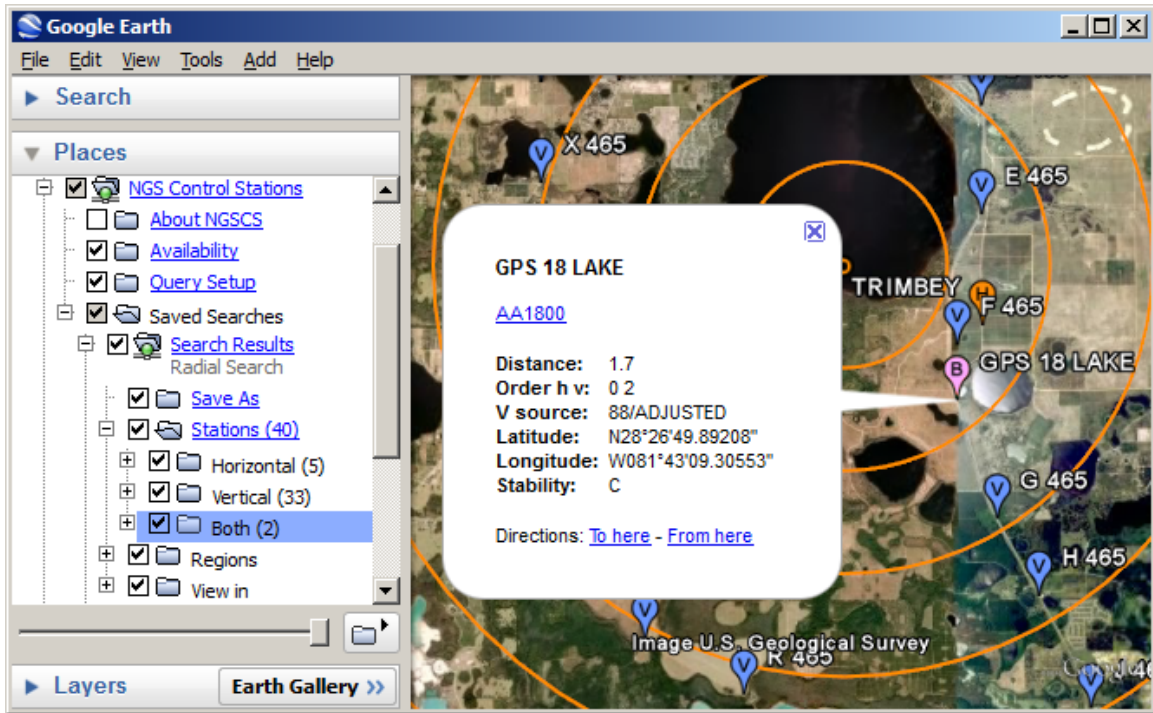 Google Earth
File Edit View Tools Add Help
Search
Places
NGS Control Stations
About NGSCS
Availability
Query Setup
Saved Searches
Search Results
Radial Search
Save As
Stations (40)
Horizontal (5)
Vertical (33)
Both (2)
Regions
View in
Layers
Earth Gallery >>
V X 465
V E 465
GPS 18 LAKE
AA1800
Distance: 1.7
Order h v: 0 2
V source: 88/ADJUSTED
Latitude: N28°26'49.89208"
Longitude: W081°43'09.30553"
Stability: C
Directions: To here - From here
TRIMBEY H
V F 465
B GPS 18 LAKE
V G 465
V H 465
V
Image U.S. Geological Survey
V R 465
V